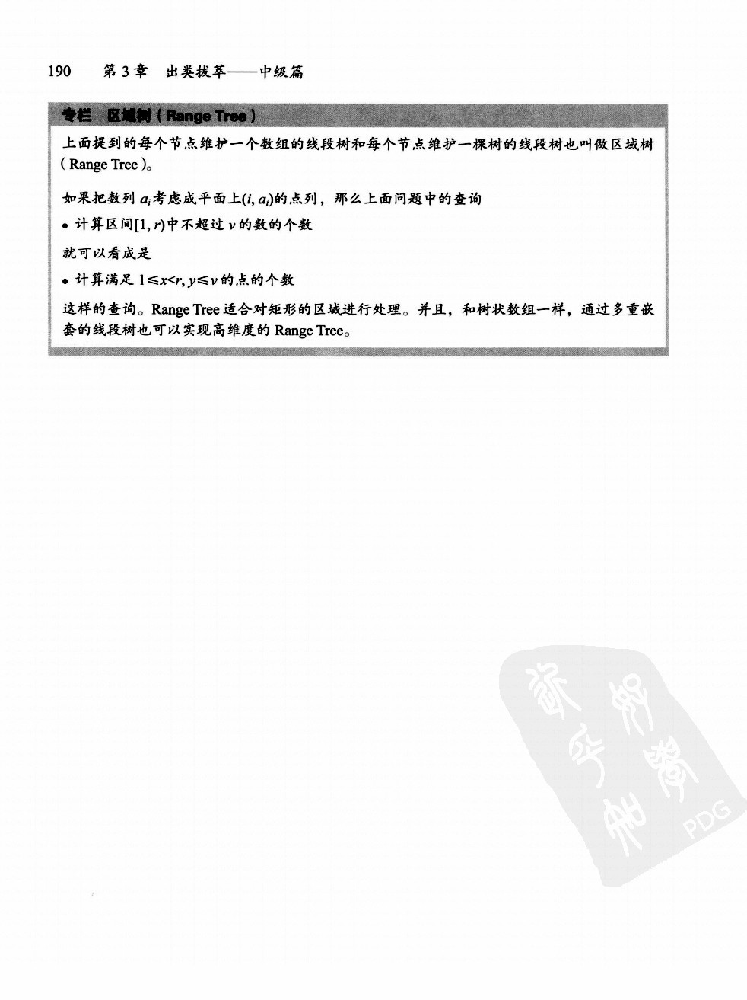 190 第 3 章 出类拔萃——中级篇
专栏 区域树（Range Tree）
上面提到的每个节点维护一个数组的线段树和每个节点维护一棵树的线段树也叫做区域树
（Range Tree）。
如果把数列 aᵢ考虑成平面上(i, aᵢ)的点列，那么上面问题中的查询
• 计算区间[1, r)中不超过 v 的数的个数
就可以看成是
• 计算满足 1≤x<r, y≤v 的点的个数
这样的查询。Range Tree 适合对矩形的区域进行处理。并且，和树状数组一样，通过多重嵌
套的线段树也可以实现高维度的 Range Tree。
PDG